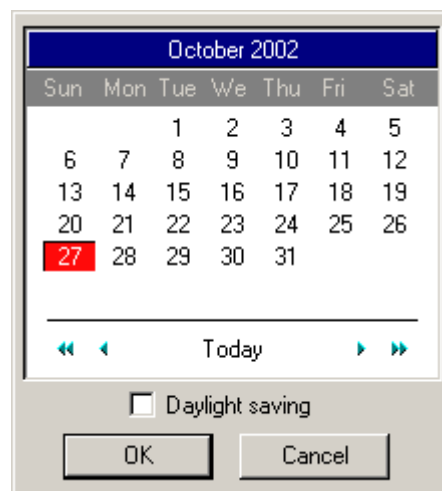 October 2002
Sun Mon Tue We Thu Fri Sat
1 2 3 4 5
6 7 8 9 10 11 12
13 14 15 16 17 18 19
20 21 22 23 24 25 26
27 28 29 30 31
Today
Daylight saving
OK Cancel